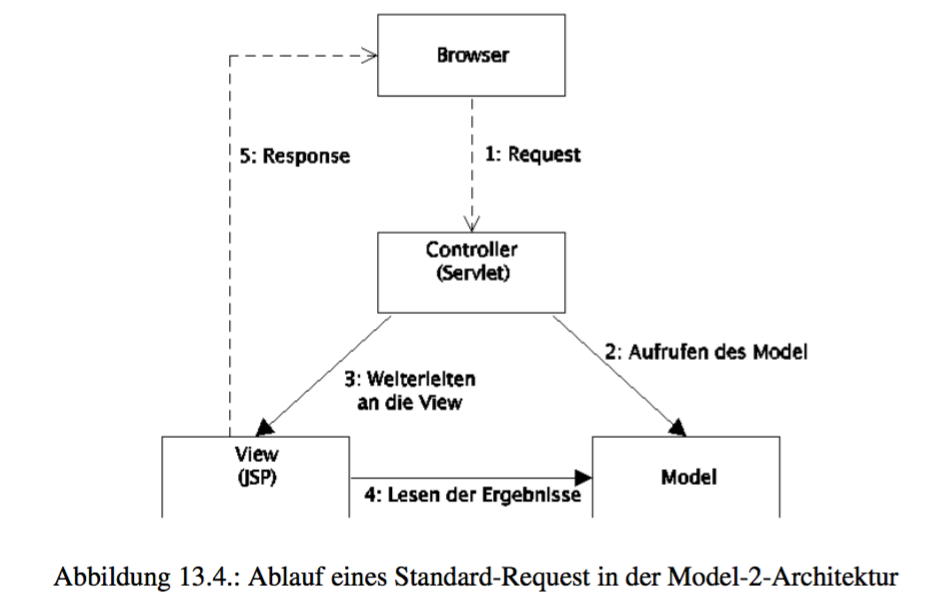 Browser
5: Response
1: Request
Controller
(Servlet)
2: Aufrufen des Model
3: Weiterleiten
an die View
View
(JSP)
Model
4: Lesen der Ergebnisse
Abbildung 13.4.: Ablauf eines Standard-Request in der Model-2-Architektur